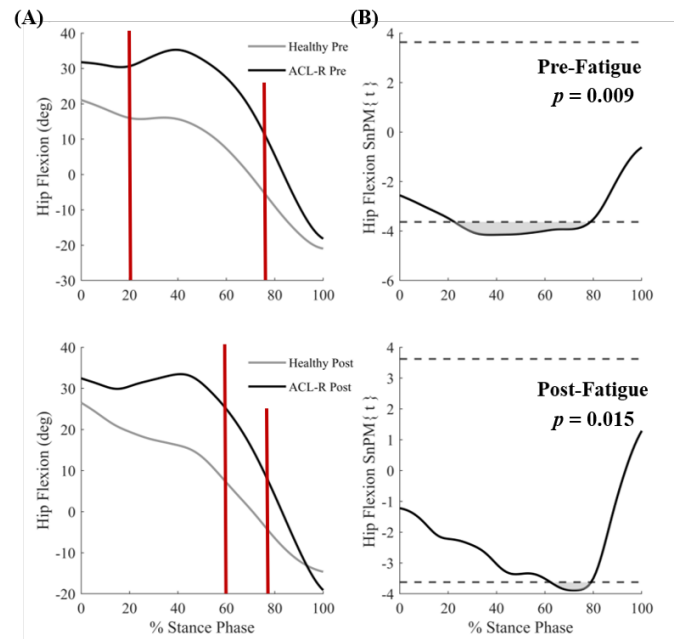 (A)
(B)
40
30
20
10
0
-10
-20
-30
Hip Flexion (deg)
Healthy Pre
ACL-R Pre
0 20 40 60 80 100
4
2
0
-2
-4
-6
Hip Flexion SnPM{ t }
Pre-Fatigue
p = 0.009
0 20 40 60 80 100
40
30
20
10
0
-10
-20
Hip Flexion (deg)
Healthy Post
ACL-R Post
0 20 40 60 80 100
% Stance Phase
4
3
2
1
0
-1
-2
-3
-4
Hip Flexion SnPM{ t }
Post-Fatigue
p = 0.015
0 20 40 60 80 100
% Stance Phase